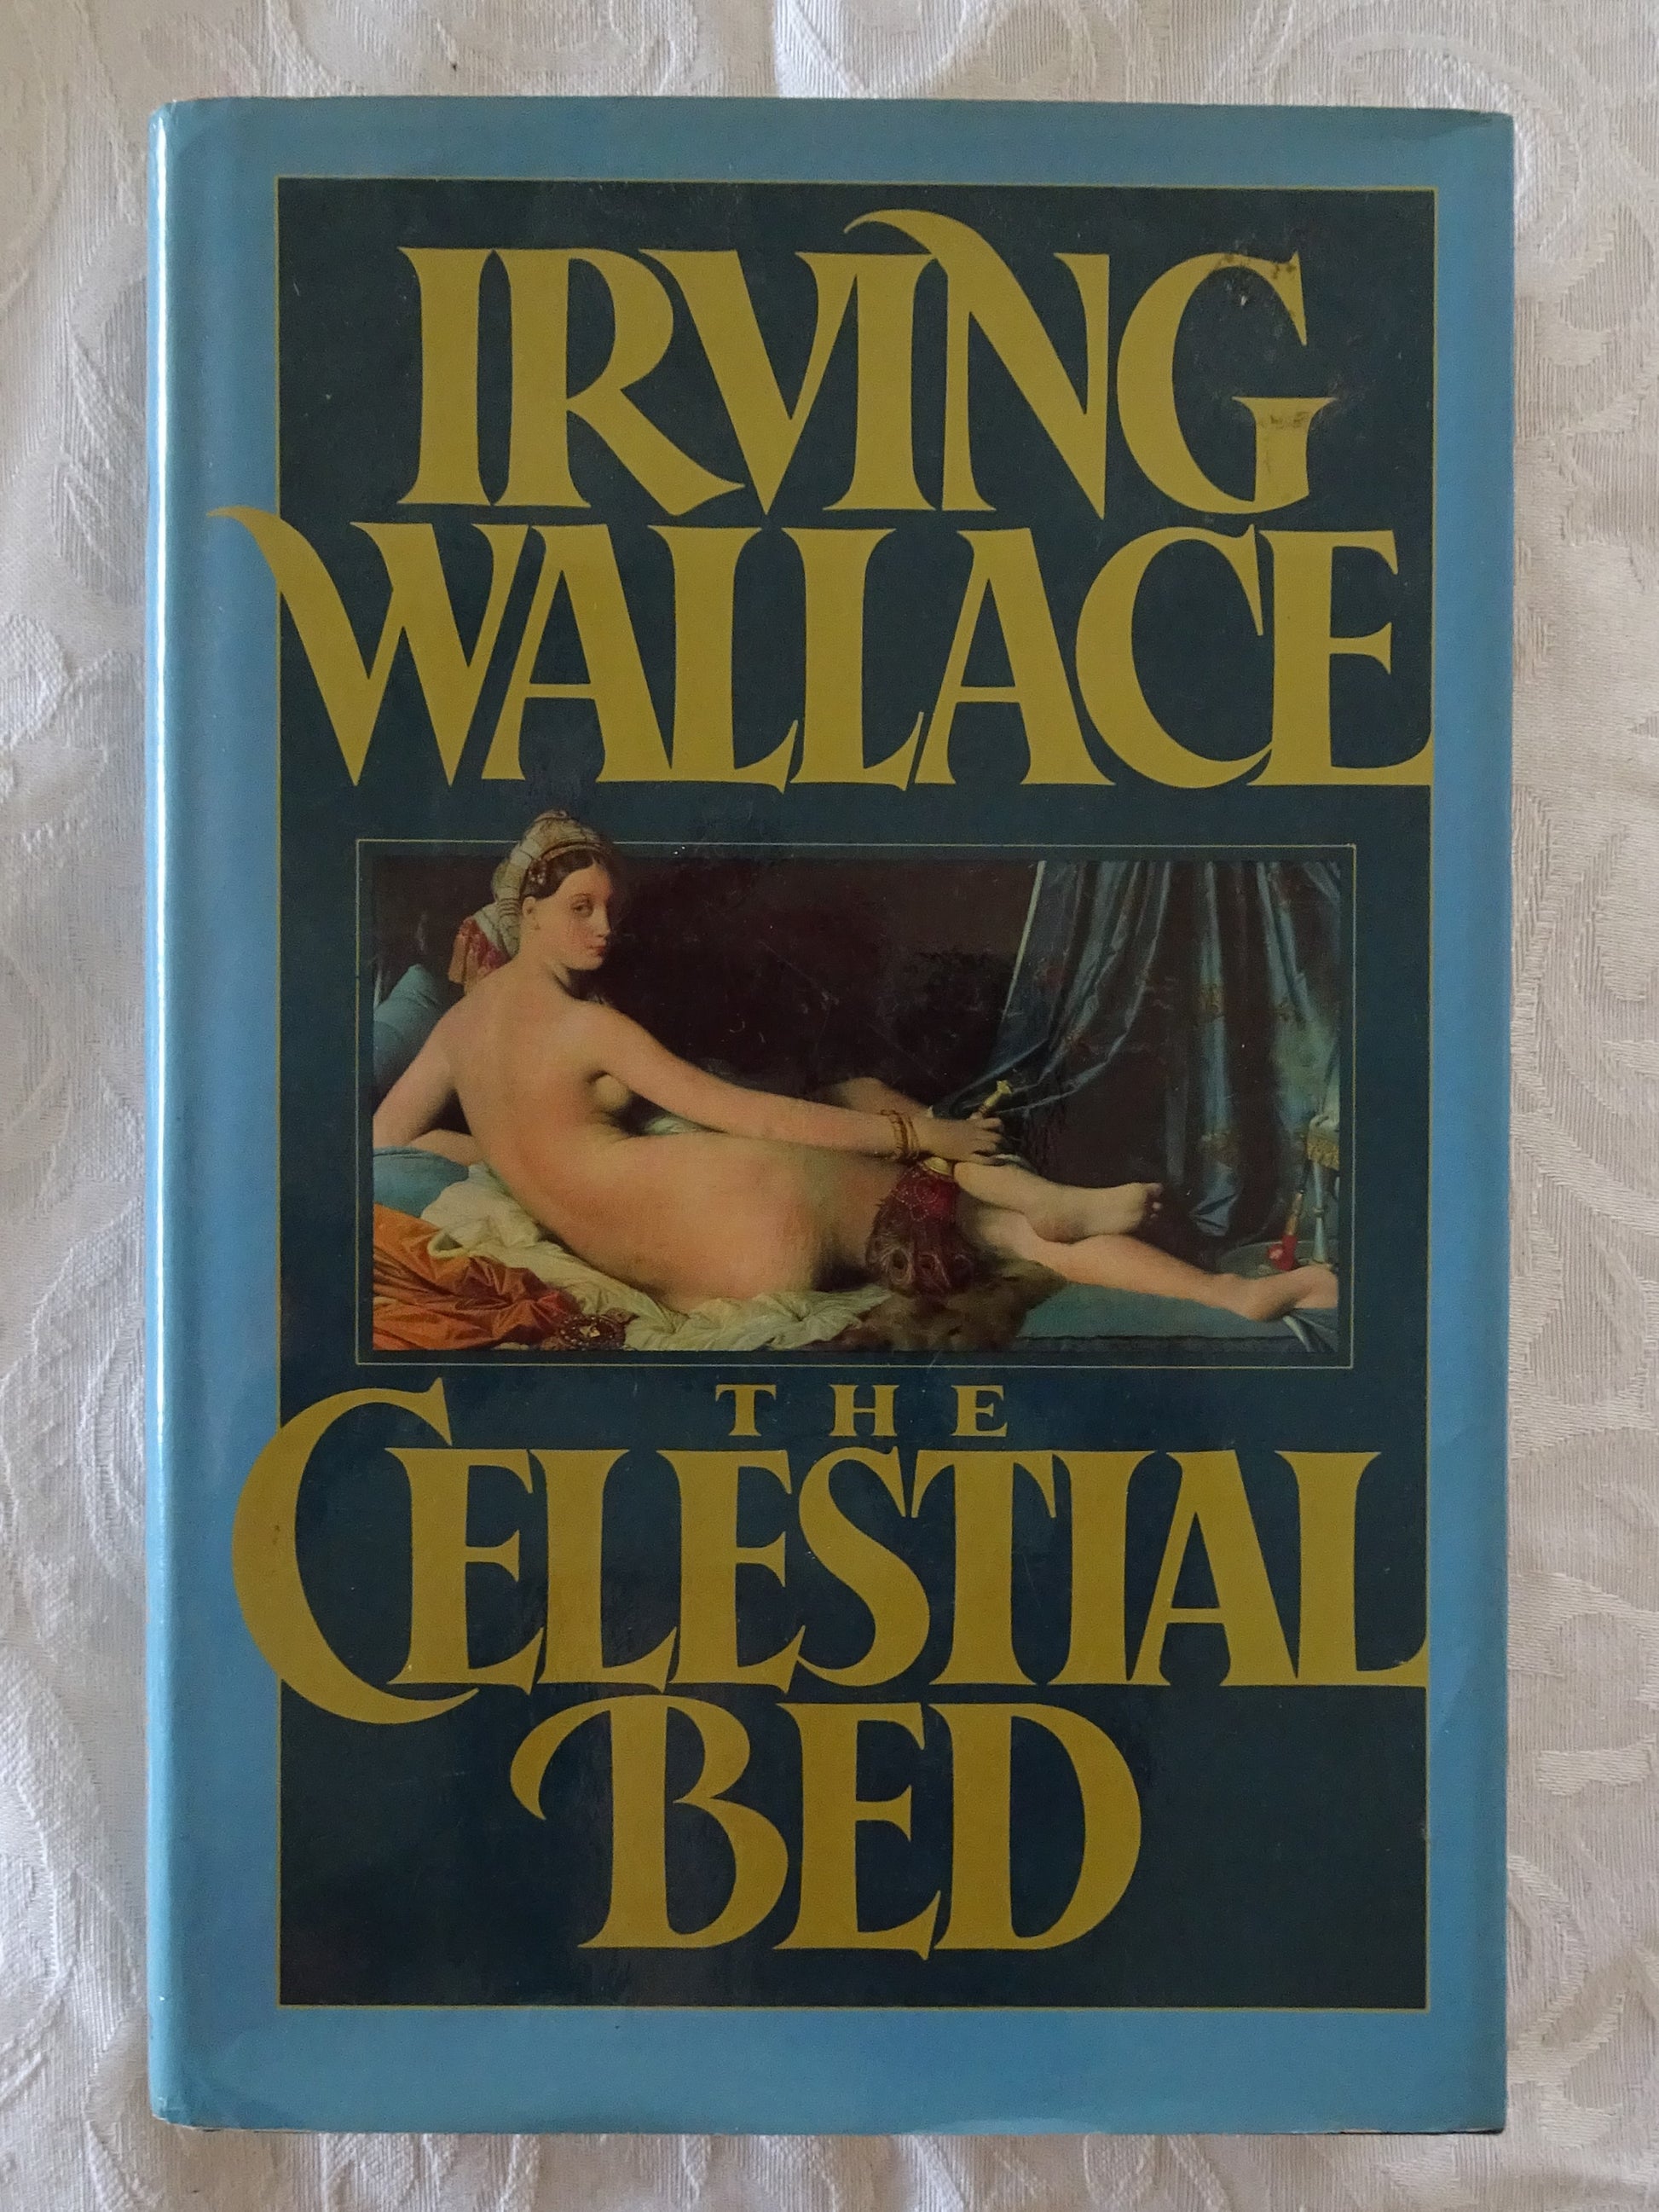 IRVING
WALLACE
THE
CELESTIAL
BED